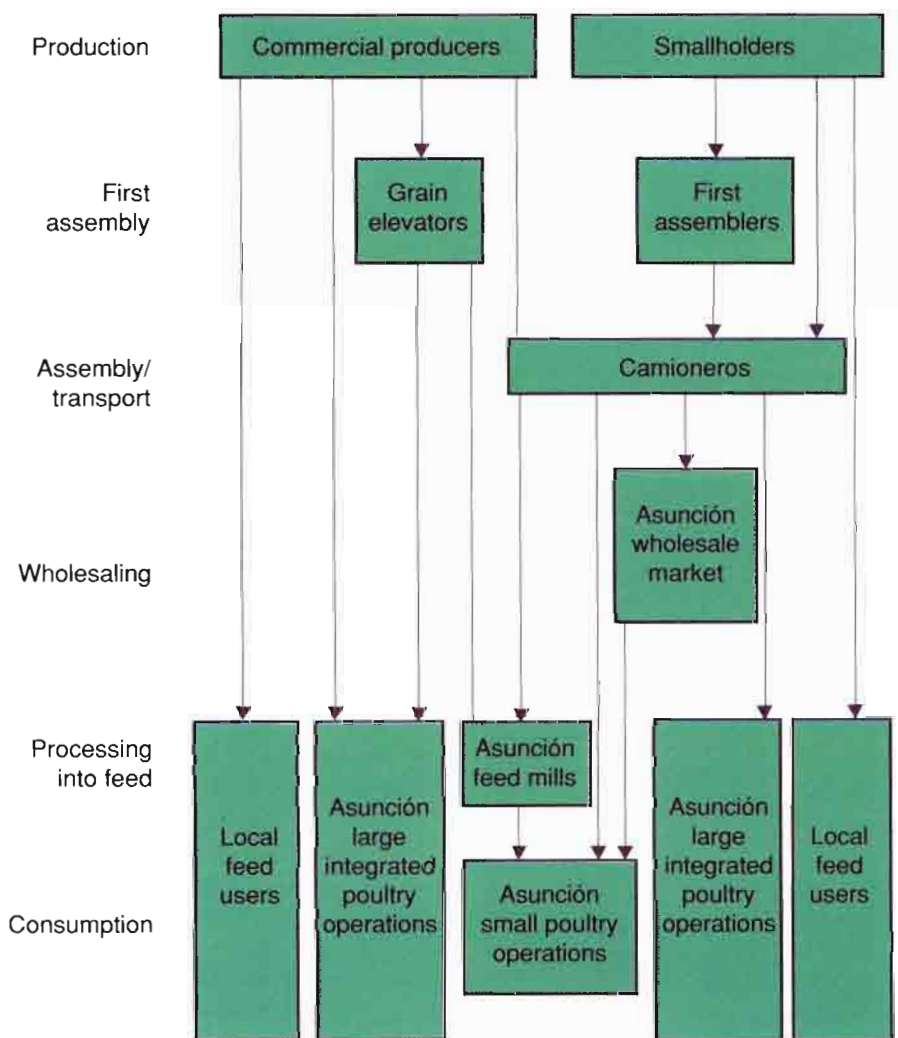 Production
Commercial producers
Smallholders
First
assembly
Grain
elevators
First
assemblers
Assembly/
transport
Camioneros
Wholesaling
Asunción
wholesale
market
Processing
into feed
Asunción
feed mills
Local
feed
users
Asunción
large
integrated
poultry
operations
Asunción
large
integrated
poultry
operations
Local
feed
users
Consumption
Asunción
small poultry
operations